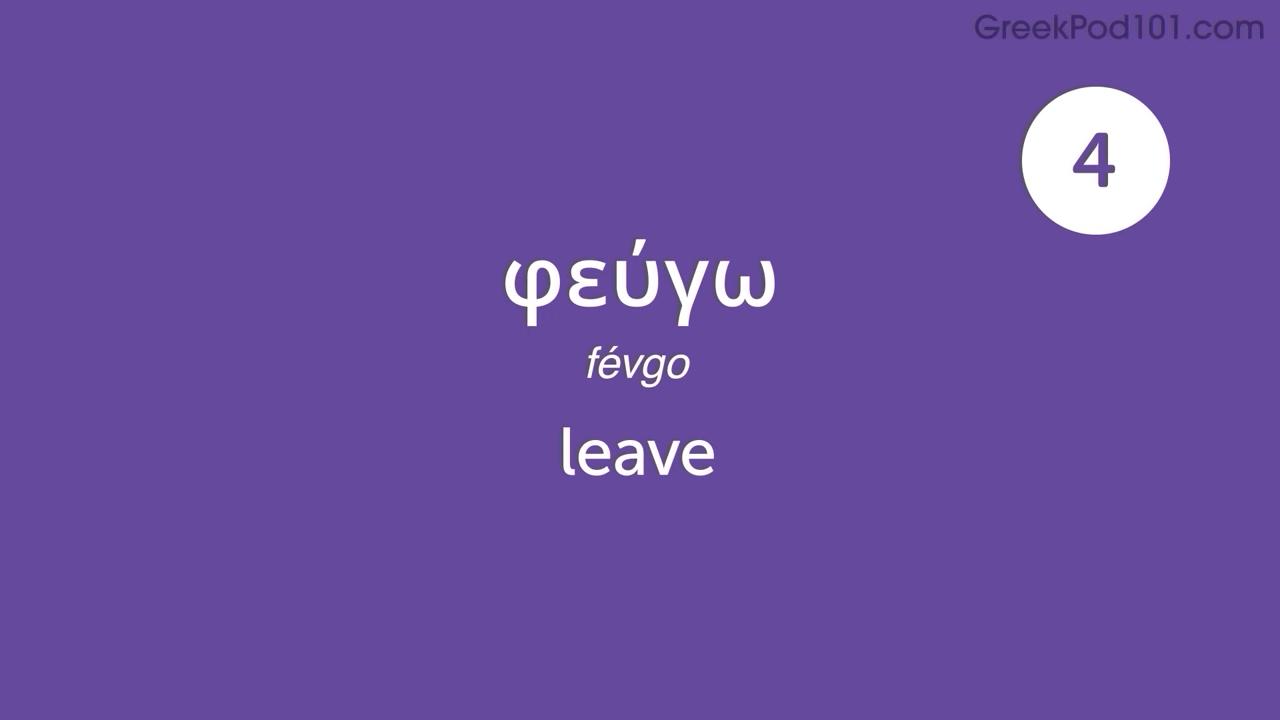 GreekPod101.com
4
φεύγω
févgo
leave